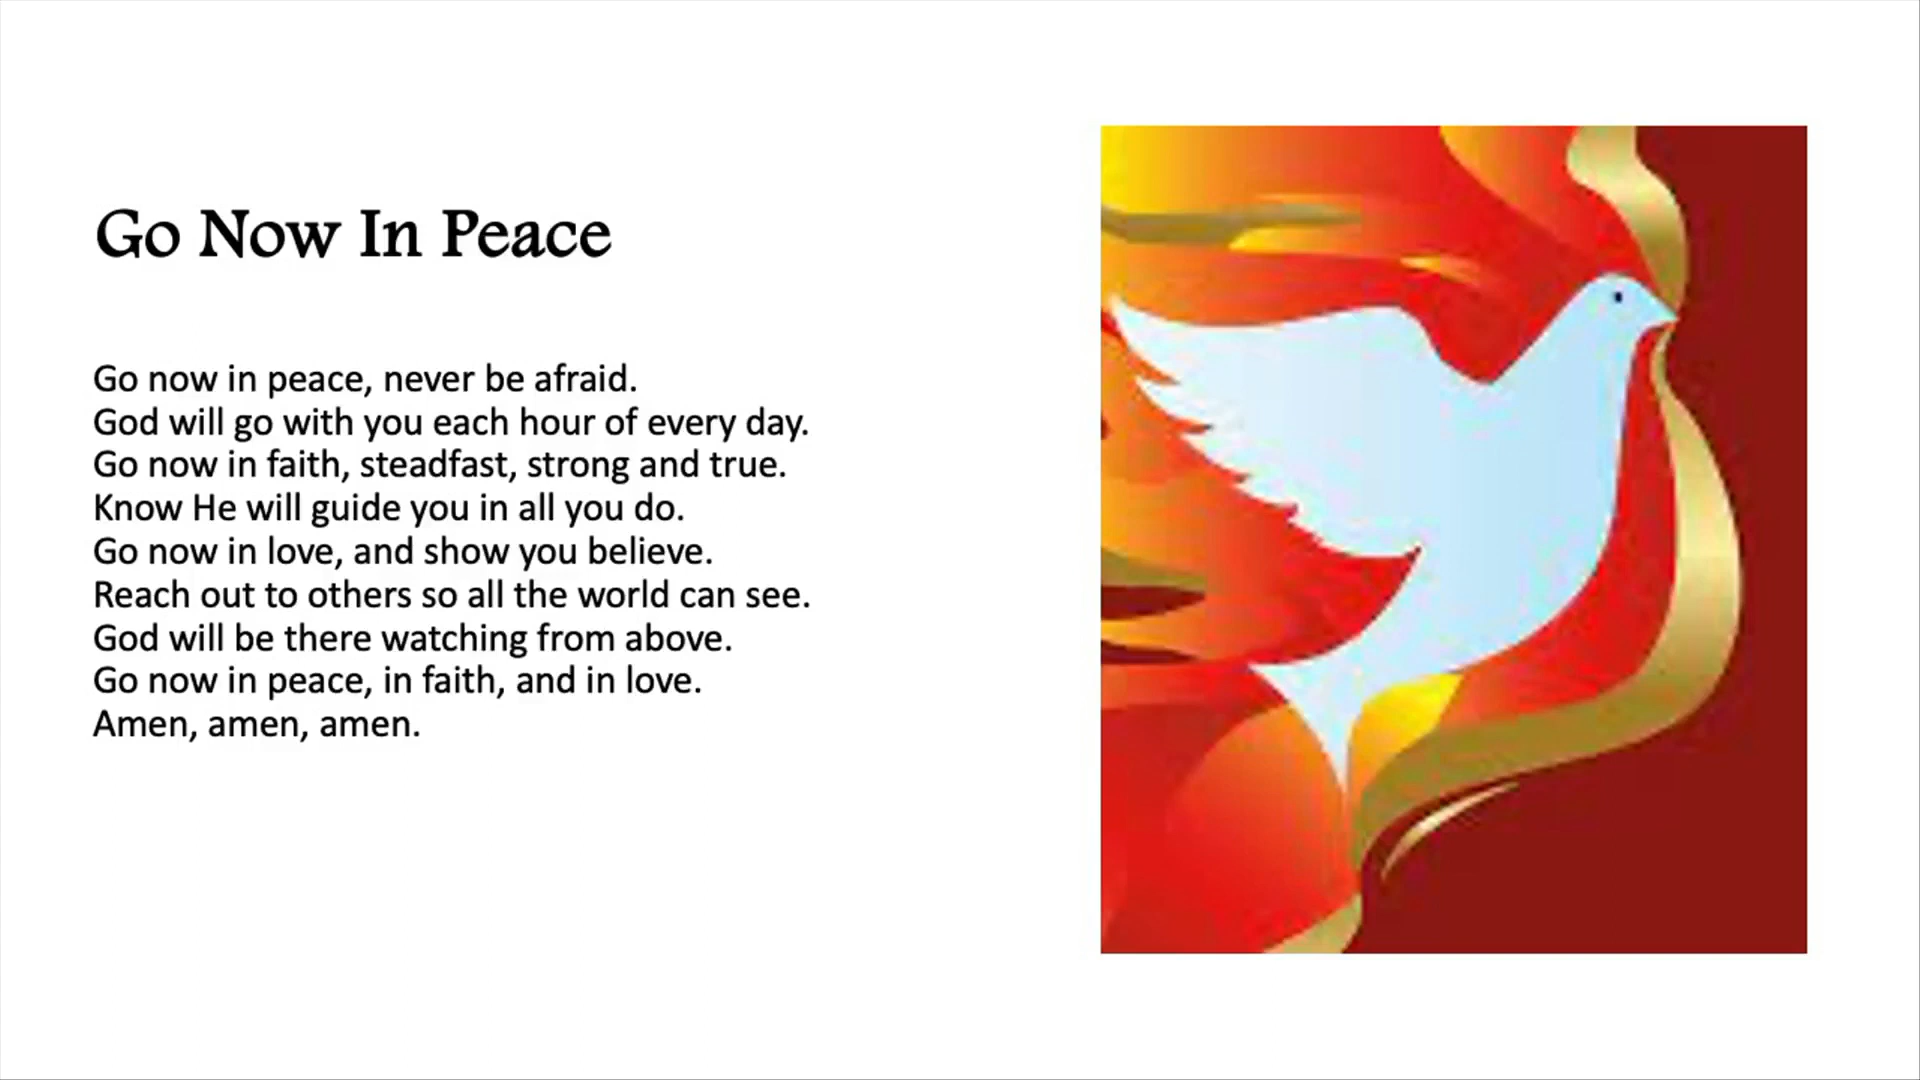 Go Now In Peace
Go now in peace, never be afraid.
God will go with you each hour of every day.
Go now in faith, steadfast, strong and true.
Know He will guide you in all you do.
Go now in love, and show you believe.
Reach out to others so all the world can see.
God will be there watching from above.
Go now in peace, in faith, and in love.
Amen, amen, amen.